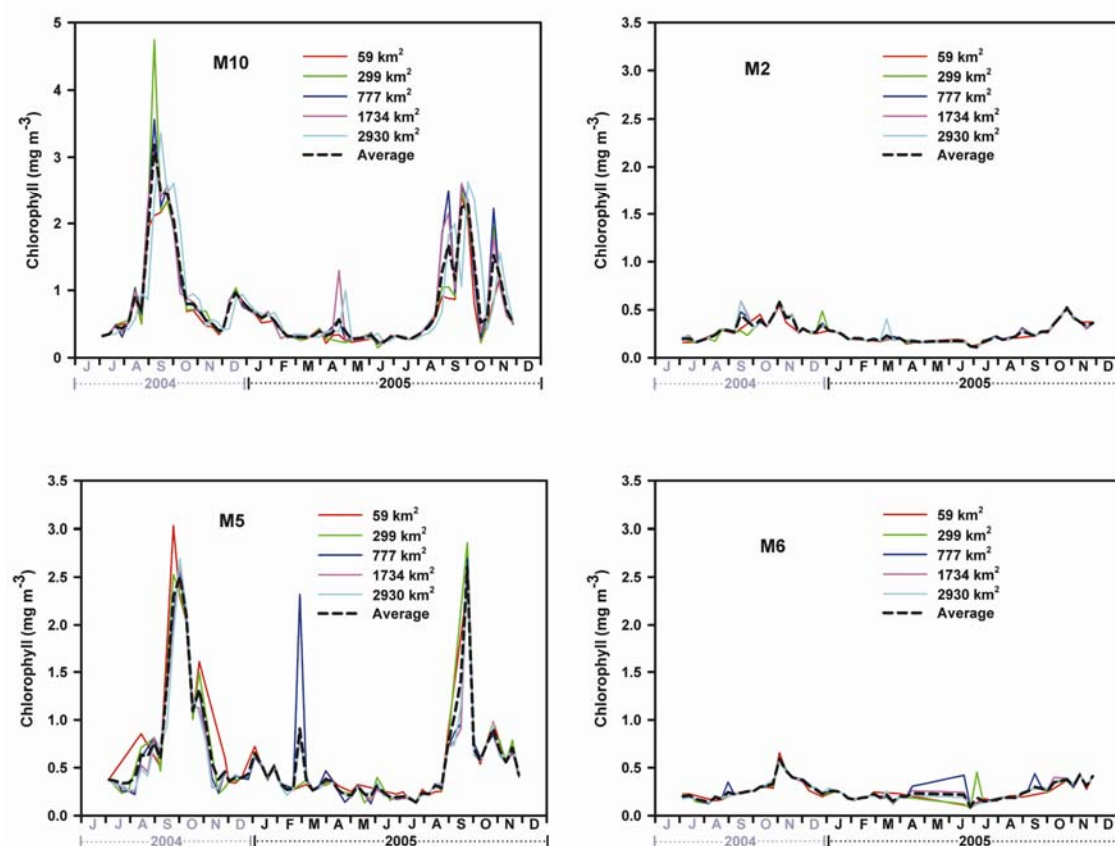 M10
Chlorophyll (mg m⁻³)
5
4
3
2
1
0
59 km²
299 km²
777 km²
1734 km²
2930 km²
Average
J J A S O N D J F M A M J J A S O N D
2004 2005
M2
Chlorophyll (mg m⁻³)
3.5
3.0
2.5
2.0
1.5
1.0
0.5
0.0
59 km²
299 km²
777 km²
1734 km²
2930 km²
Average
J J A S O N D J F M A M J J A S O N D
2004 2005
M5
Chlorophyll (mg m⁻³)
3.5
3.0
2.5
2.0
1.5
1.0
0.5
0.0
59 km²
299 km²
777 km²
1734 km²
2930 km²
Average
J J A S O N D J F M A M J J A S O N D
2004 2005
M6
Chlorophyll (mg m⁻³)
3.5
3.0
2.5
2.0
1.5
1.0
0.5
0.0
59 km²
299 km²
777 km²
1734 km²
2930 km²
Average
J J A S O N D J F M A M J J A S O N D
2004 2005